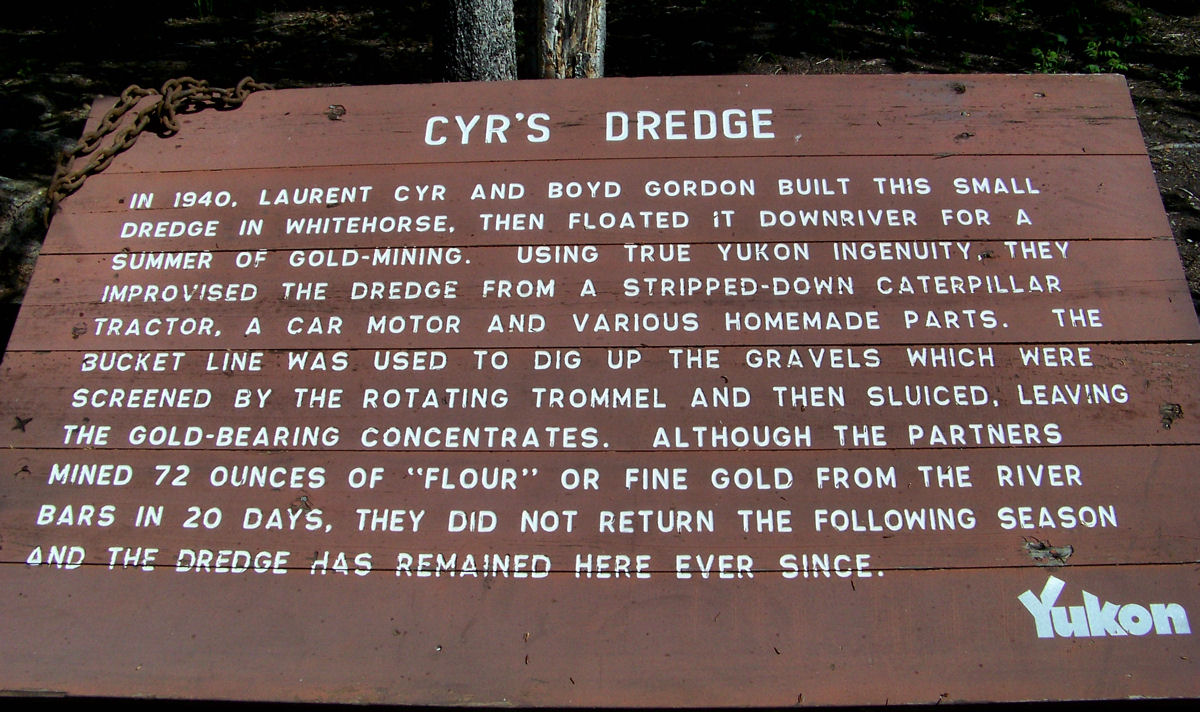 CYR'S DREDGE
IN 1940, LAURENT CYR AND BOYD GORDON BUILT THIS SMALL
DREDGE IN WHITEHORSE, THEN FLOATED IT DOWNRIVER FOR A
SUMMER OF GOLD-MINING. USING TRUE YUKON INGENUITY, THEY
IMPROVISED THE DREDGE FROM A STRIPPED-DOWN CATERPILLAR
TRACTOR, A CAR MOTOR AND VARIOUS HOMEMADE PARTS. THE
BUCKET LINE WAS USED TO DIG UP THE GRAVELS WHICH WERE
SCREENED BY THE ROTATING TROMMEL AND THEN SLUICED, LEAVING
THE GOLD-BEARING CONCENTRATES. ALTHOUGH THE PARTNERS
MINED 72 OUNCES OF "FLOUR" OR FINE GOLD FROM THE RIVER
BARS IN 20 DAYS, THEY DID NOT RETURN THE FOLLOWING SEASON
AND THE DREDGE HAS REMAINED HERE EVER SINCE.
Yukon